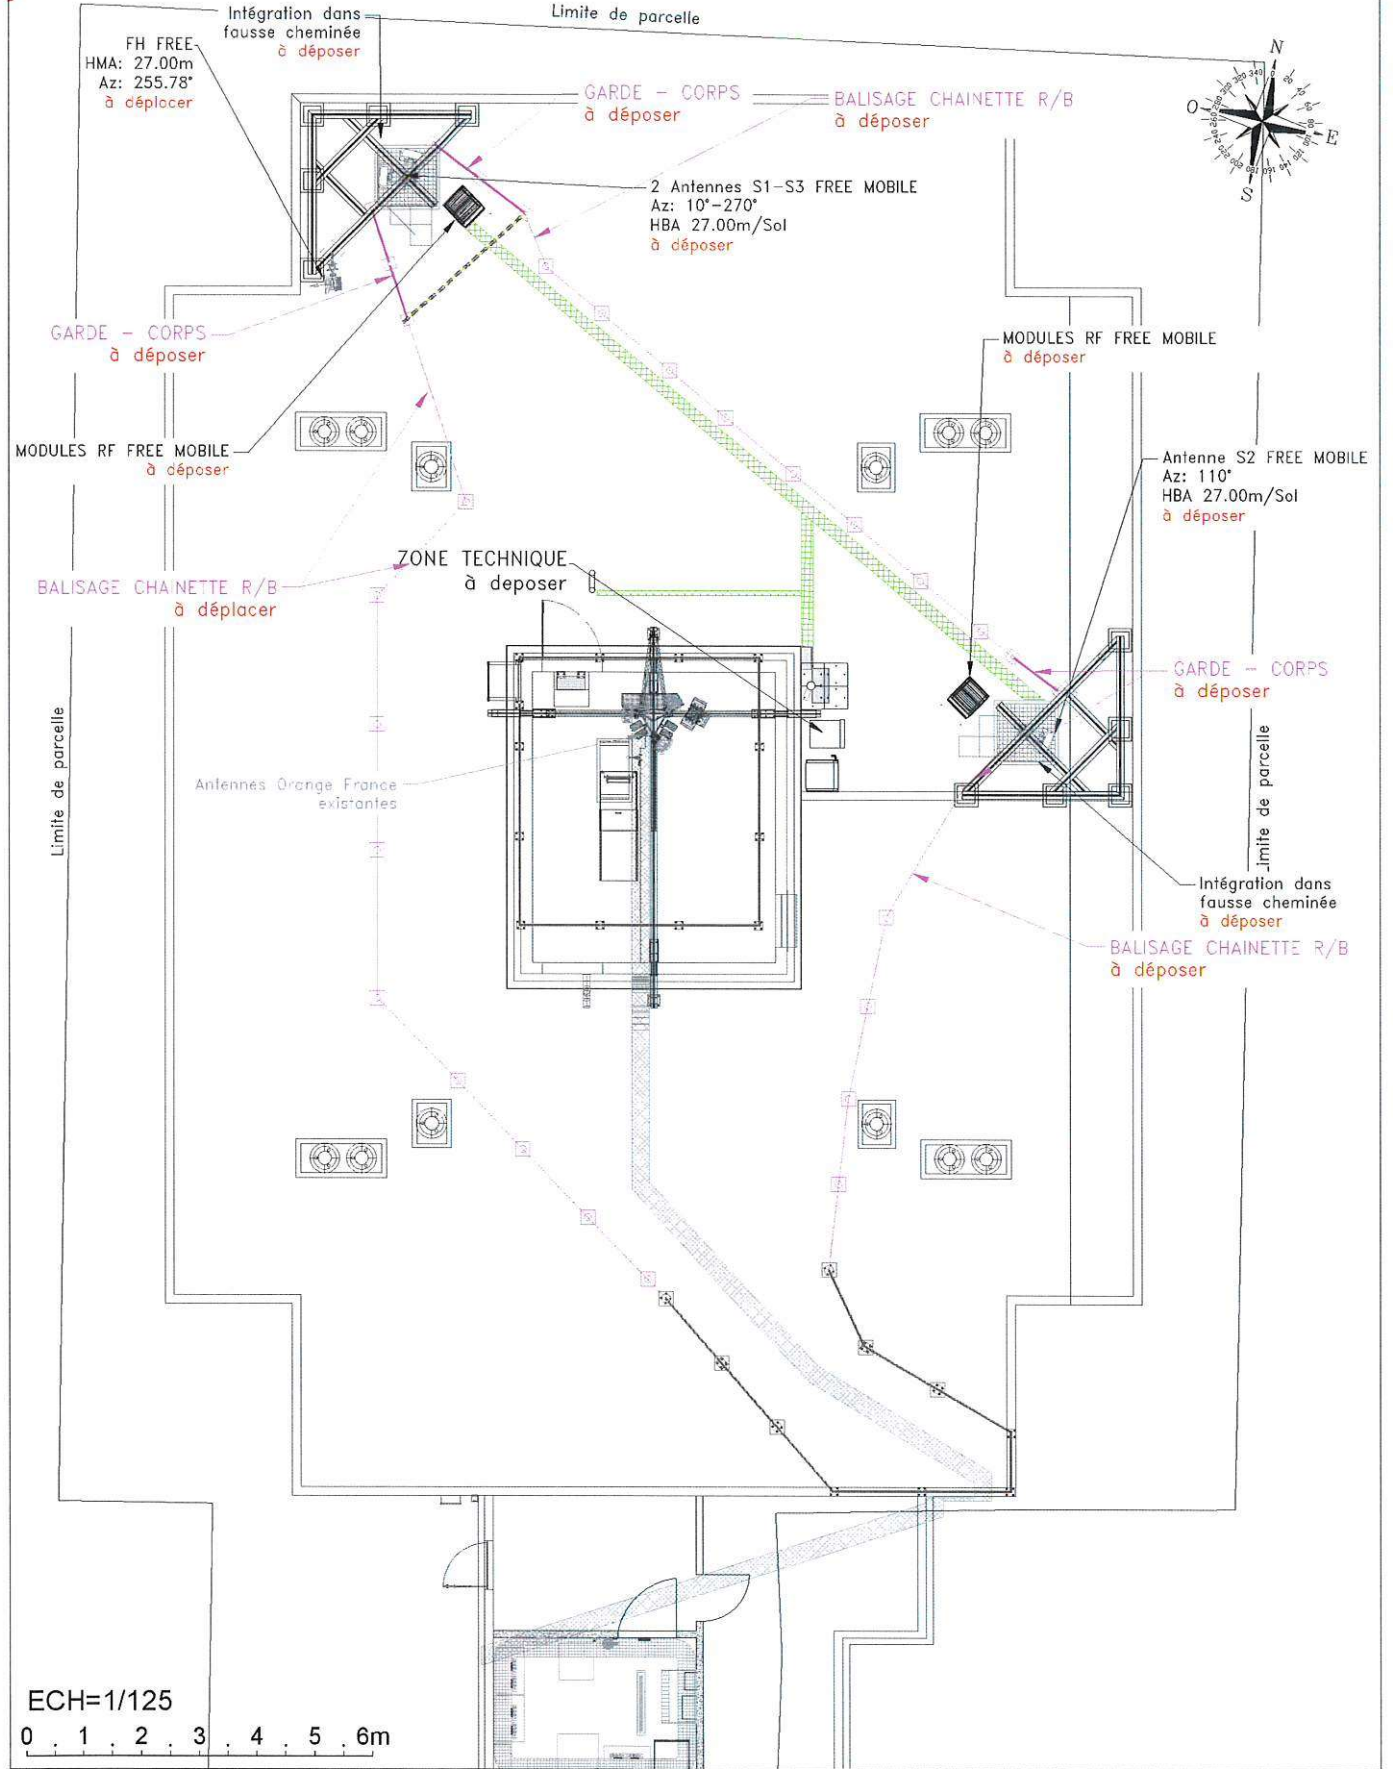 Limite de parcelle
Intégration dans
fausse cheminée
à déposer
FH FREE
HMA: 27.00m
Az: 255.78°
à déplacer
GARDE - CORPS
à déposer
BALISAGE CHAINETTE R/B
à déposer
N
O
E
S
2 Antennes S1-S3 FREE MOBILE
Az: 10°-270°
HBA 27.00m/Sol
à déposer
GARDE - CORPS
à déposer
MODULES RF FREE MOBILE
à déposer
MODULES RF FREE MOBILE
à déposer
Antenne S2 FREE MOBILE
Az: 110°
HBA 27.00m/Sol
à déposer
ZONE TECHNIQUE
à deposer
BALISAGE CHAINETTE R/B
à déplacer
GARDE - CORPS
à déposer
Limite de parcelle
Limite de parcelle
Antennes Orange France
existantes
Intégration dans
fausse cheminée
à déposer
BALISAGE CHAINETTE R/B
à déposer
ECH=1/125
0 . 1 . 2 . 3 . 4 . 5 . 6m